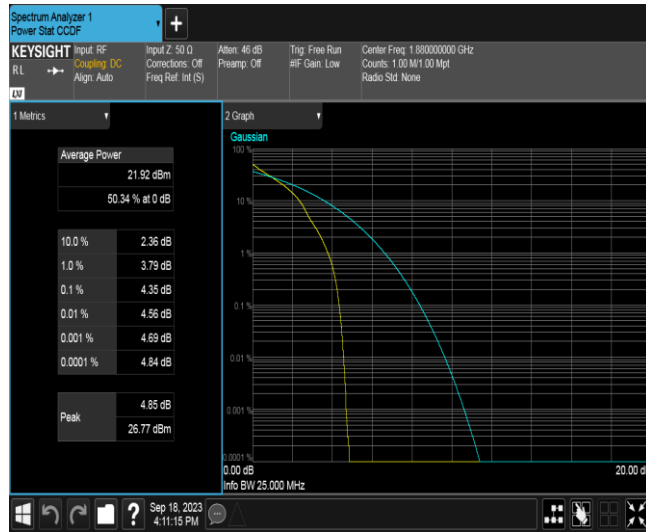 Spectrum Analyzer 1
Power Stat CCDF
+
KEYSIGHT
RL
LXI
Input: RF
Coupling: DC
Align: Auto
Input Z: 50 Ω
Corrections: Off
Freq Ref: Int (S)
Atten: 46 dB
Preamp: Off
Trig: Free Run
#IF Gain: Low
Center Freq: 1.880000000 GHz
Counts: 1.00 M/1.00 Mpt
Radio Std: None
1 Metrics
Average Power
21.92 dBm
50.34 % at 0 dB
10.0 % 2.36 dB
1.0 % 3.79 dB
0.1 % 4.35 dB
0.01 % 4.56 dB
0.001 % 4.69 dB
0.0001 % 4.84 dB
Peak
4.85 dB
26.77 dBm
2 Graph
Gaussian
100 %
10 %
1 %
0.1 %
0.01 %
0.001 %
0.0001 %
0.00 dB
20.00 d
Info BW 25.000 MHz
?
Sep 18, 2023
4:11:15 PM